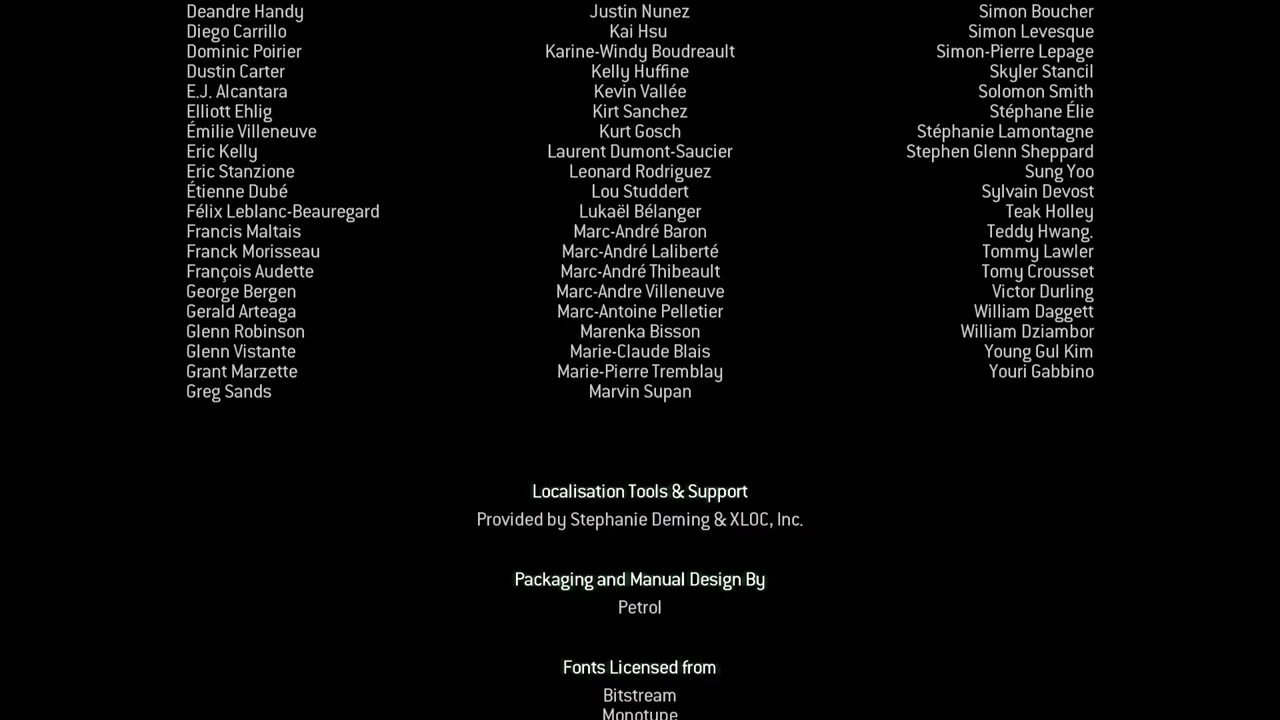 Deandre Handy
Diego Carrillo
Dominic Poirier
Dustin Carter
E.J. Alcantara
Elliott Ehlig
Émilie Villeneuve
Eric Kelly
Eric Stanzione
Étienne Dubé
Félix Leblanc-Beauregard
Francis Maltais
Franck Morisseau
François Audette
George Bergen
Gerald Arteaga
Glenn Robinson
Glenn Vistante
Grant Marzette
Greg Sands
Justin Nunez
Kai Hsu
Karine-Windy Boudreault
Kelly Huffine
Kevin Vallée
Kirt Sanchez
Kurt Gosch
Laurent Dumont-Saucier
Leonard Rodriguez
Lou Studdert
Lukaël Bélanger
Marc-André Baron
Marc-André Laliberté
Marc-André Thibeault
Marc-Andre Villeneuve
Marc-Antoine Pelletier
Marenka Bisson
Marie-Claude Blais
Marie-Pierre Tremblay
Marvin Supan
Simon Boucher
Simon Levesque
Simon-Pierre Lepage
Skyler Stancil
Solomon Smith
Stéphane Élie
Stéphanie Lamontagne
Stephen Glenn Sheppard
Sung Yoo
Sylvain Devost
Teak Holley
Teddy Hwang.
Tommy Lawler
Tomy Crousset
Victor Durling
William Daggett
William Dziambor
Young Gul Kim
Youri Gabbino
Localisation Tools & Support
Provided by Stephanie Deming & XLOC, Inc.
Packaging and Manual Design By
Petrol
Fonts Licensed from
Bitstream
Monotype